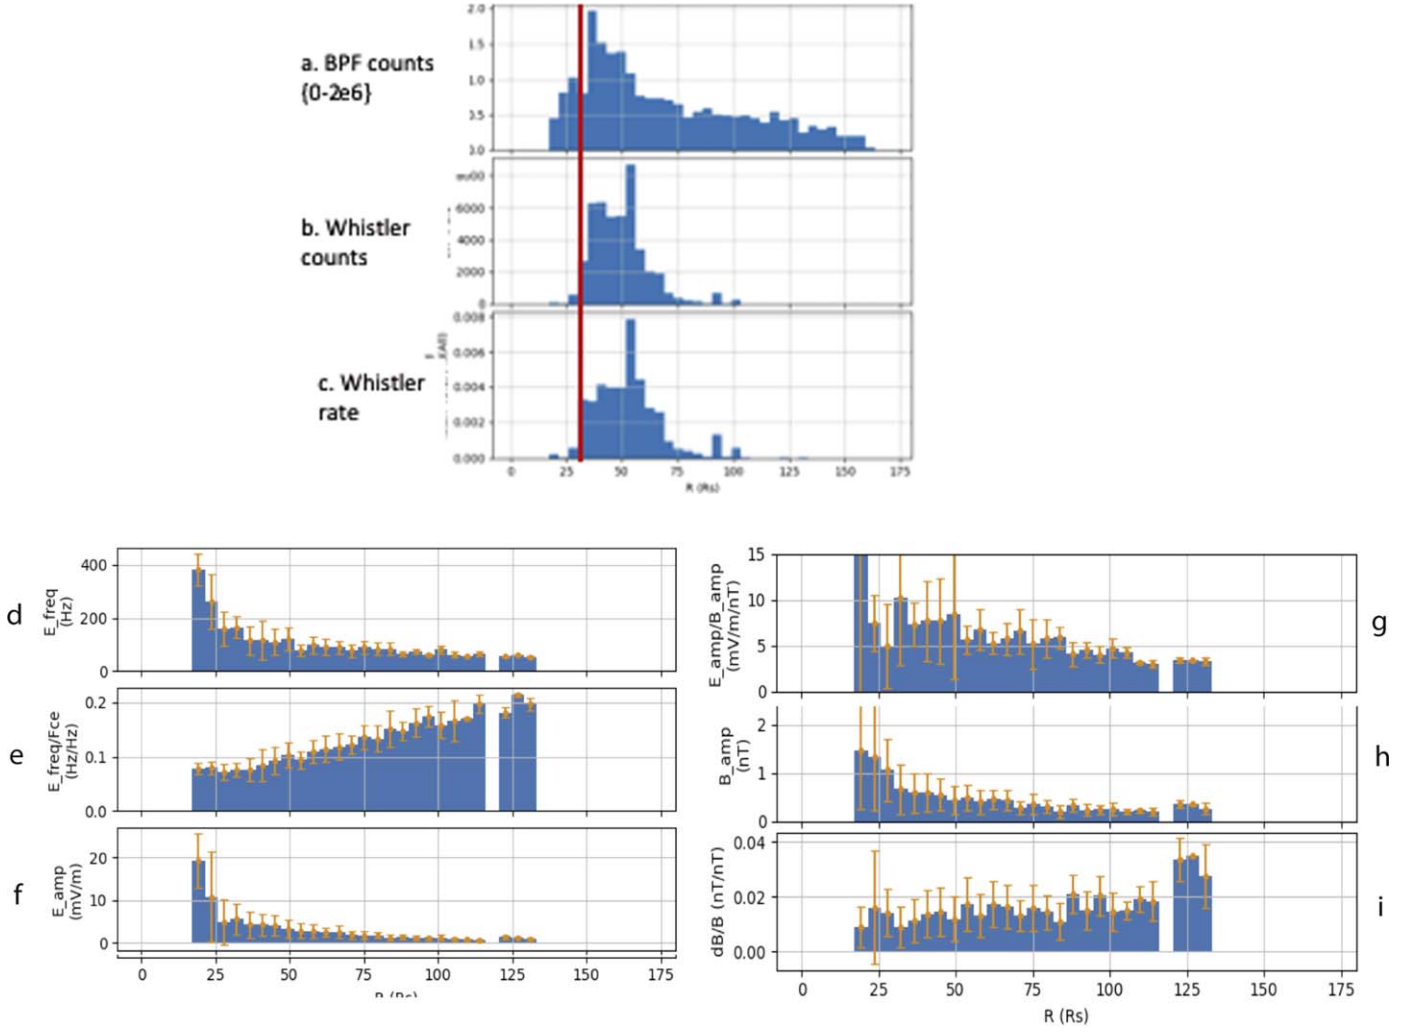 a. BPF counts
{0-2e6}
2.0
1.5
1.0
0.5
0.0
b. Whistler
counts
6000
4000
2000
0
c. Whistler
rate
0.008
0.006
0.004
0.002
0.000
0 25 50 75 100 125 150 175
R (Rs)
d
E_freq
(Hz)
400
200
0
e
E_freq/Fce
(Hz/Hz)
0.2
0.1
0.0
f
E_amp
(mV/m)
20
10
0
0 25 50 75 100 125 150 175
R (Rs)
g
E_amp/B_amp
(mV/m/nT)
15
10
5
0
h
B_amp
(nT)
2
1
0
i
dB/B (nT/nT)
0.04
0.02
0.00
0 25 50 75 100 125 150 175
R (Rs)